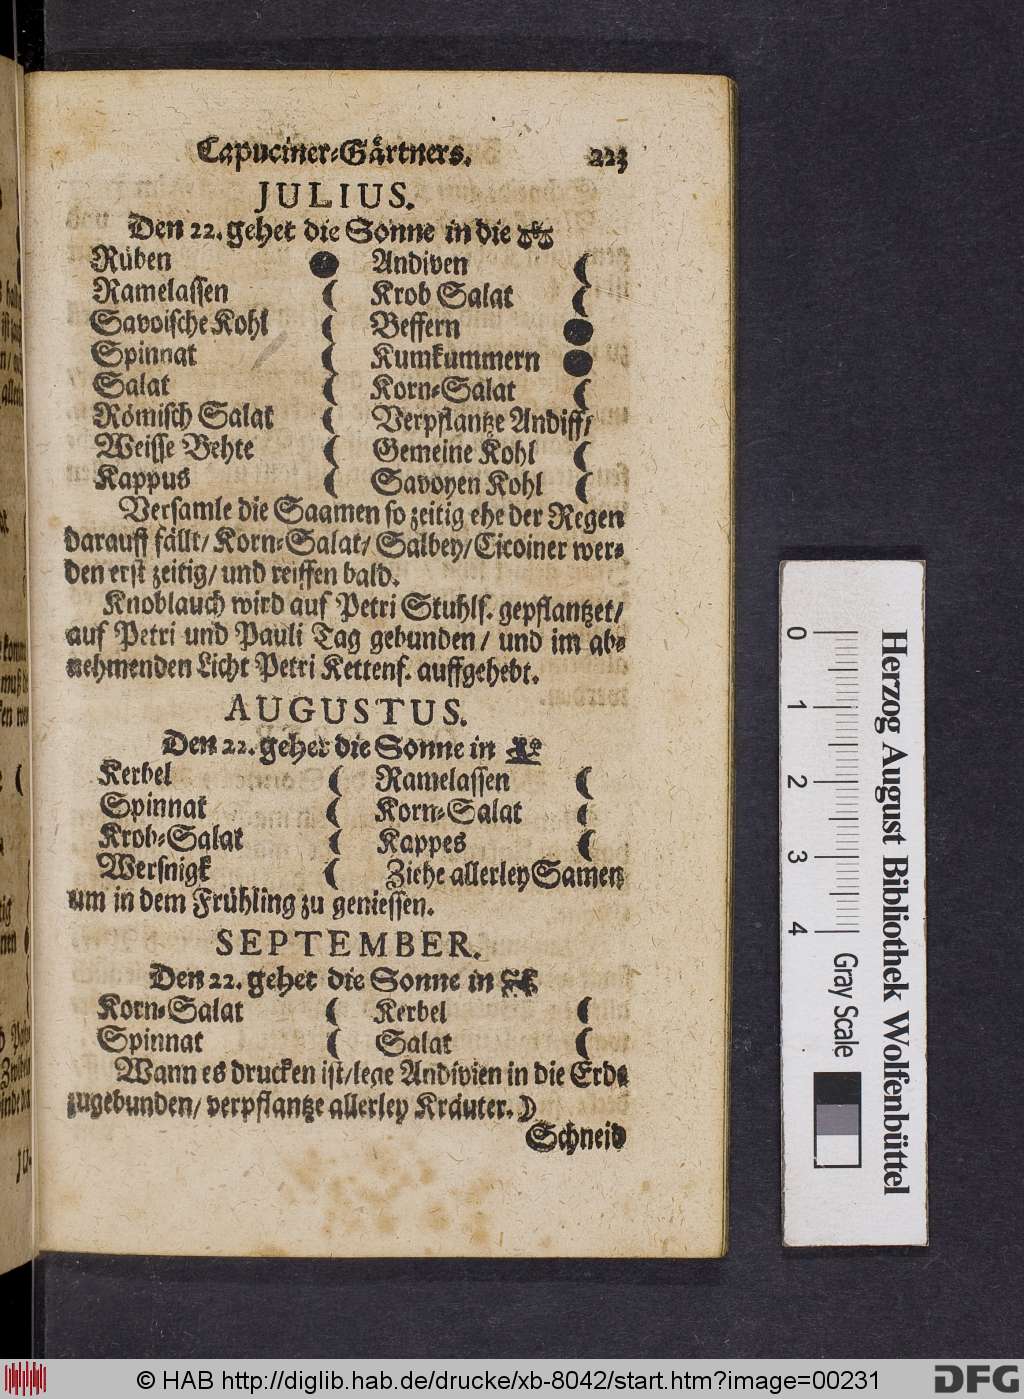 Capuciner-Gärtners. 223
JULIUS.
Den 22. gehet die Sonne in die ♎
Rüben ● Andiven ☾
Ramelassen ☾ Krob Salat ☾
Savoische Kohl ☾ Beffern ●
Spinnat ☾ Kumkummern ●
Salat ☾ Korn-Salat ☾
Römisch Salat ☾ Verpflantze Andiff/
Weisse Behte ☾ Gemeine Kohl ☾
Kappus ☾ Savoyen Kohl ☾
Versamle die Saamen so zeitig ehe der Regen
darauff fällt/ Korn-Salat/ Salbey/ Cicoiner wer-
den erst zeitig/ und reiffen bald.
Knoblauch wird auf Petri Stuhlf. gepflantzet/
auf Petri und Pauli Tag gebunden/ und im ab-
nehmenden Licht Petri Kettenf. auffgehebt.
AUGUSTUS.
Den 22. gehet die Sonne in
Kerbel ☾ Ramelassen ☾
Spinnat ☾ Korn-Salat ☾
Krob-Salat ☾ Kappes ☾
Wersnigk ☾ Ziehe allerley Samen
um in dem Frühling zu geniessen.
SEPTEMBER.
Den 22. gehet die Sonne in
Korn-Salat ☾ Kerbel ☾
Spinnat ☾ Salat ☾
Wann es drucken ist/ lege Andivien in die Erde
zugebunden/ verpflantze allerley Kräuter. ☽
Schneid
0 1 2 3 4
Gray Scale
Herzog August Bibliothek Wolfenbüttel
© HAB http://diglib.hab.de/drucke/xb-8042/start.htm?image=00231
DFG